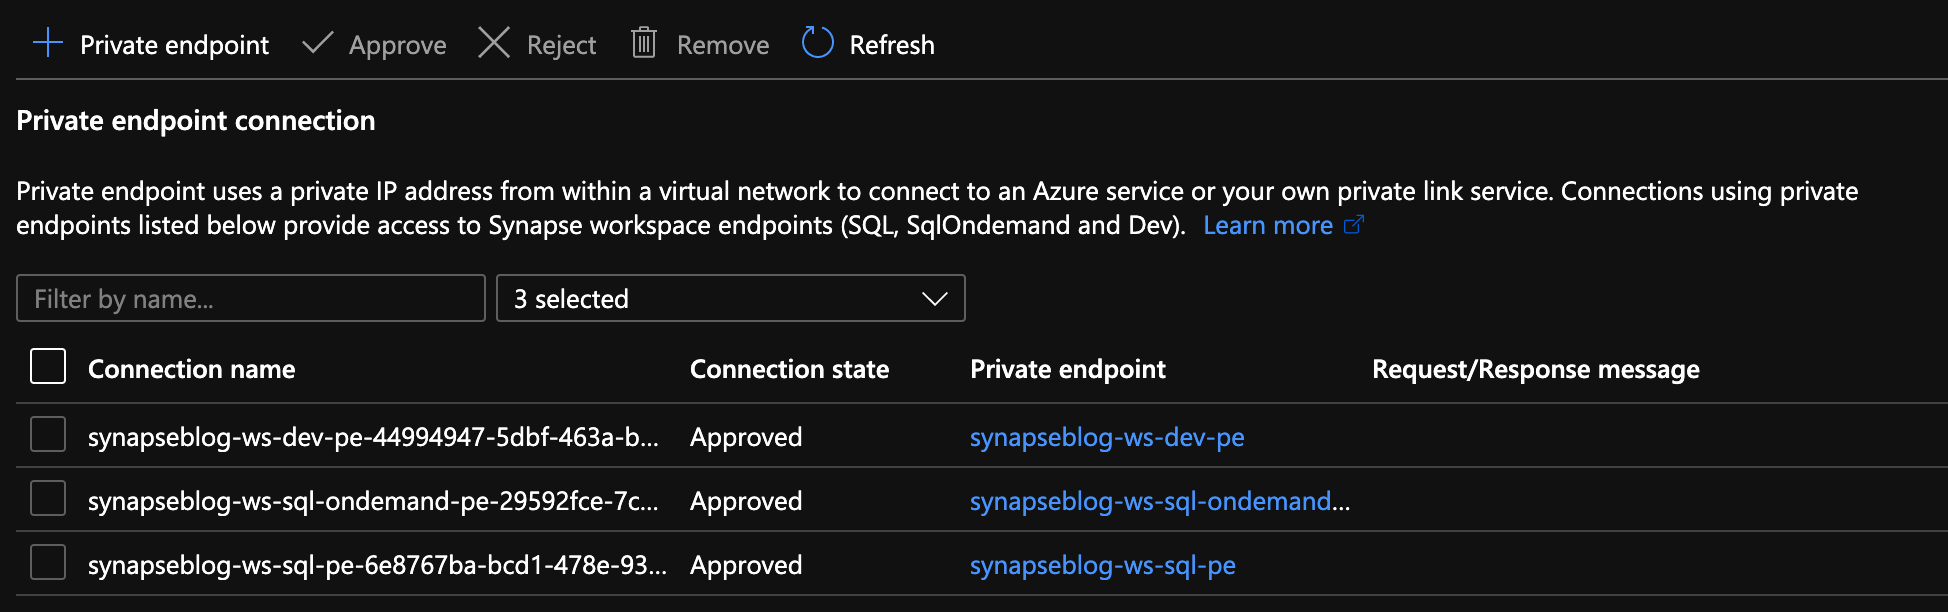 Private endpoint Approve Reject Remove Refresh
Private endpoint connection
Private endpoint uses a private IP address from within a virtual network to connect to an Azure service or your own private link service. Connections using private
endpoints listed below provide access to Synapse workspace endpoints (SQL, SqlOndemand and Dev). Learn more
Filter by name... 3 selected
Connection name Connection state Private endpoint Request/Response message
synapseblog-ws-dev-pe-44994947-5dbf-463a-b... Approved synapseblog-ws-dev-pe
synapseblog-ws-sql-ondemand-pe-29592fce-7c... Approved synapseblog-ws-sql-ondemand...
synapseblog-ws-sql-pe-6e8767ba-bcd1-478e-93... Approved synapseblog-ws-sql-pe